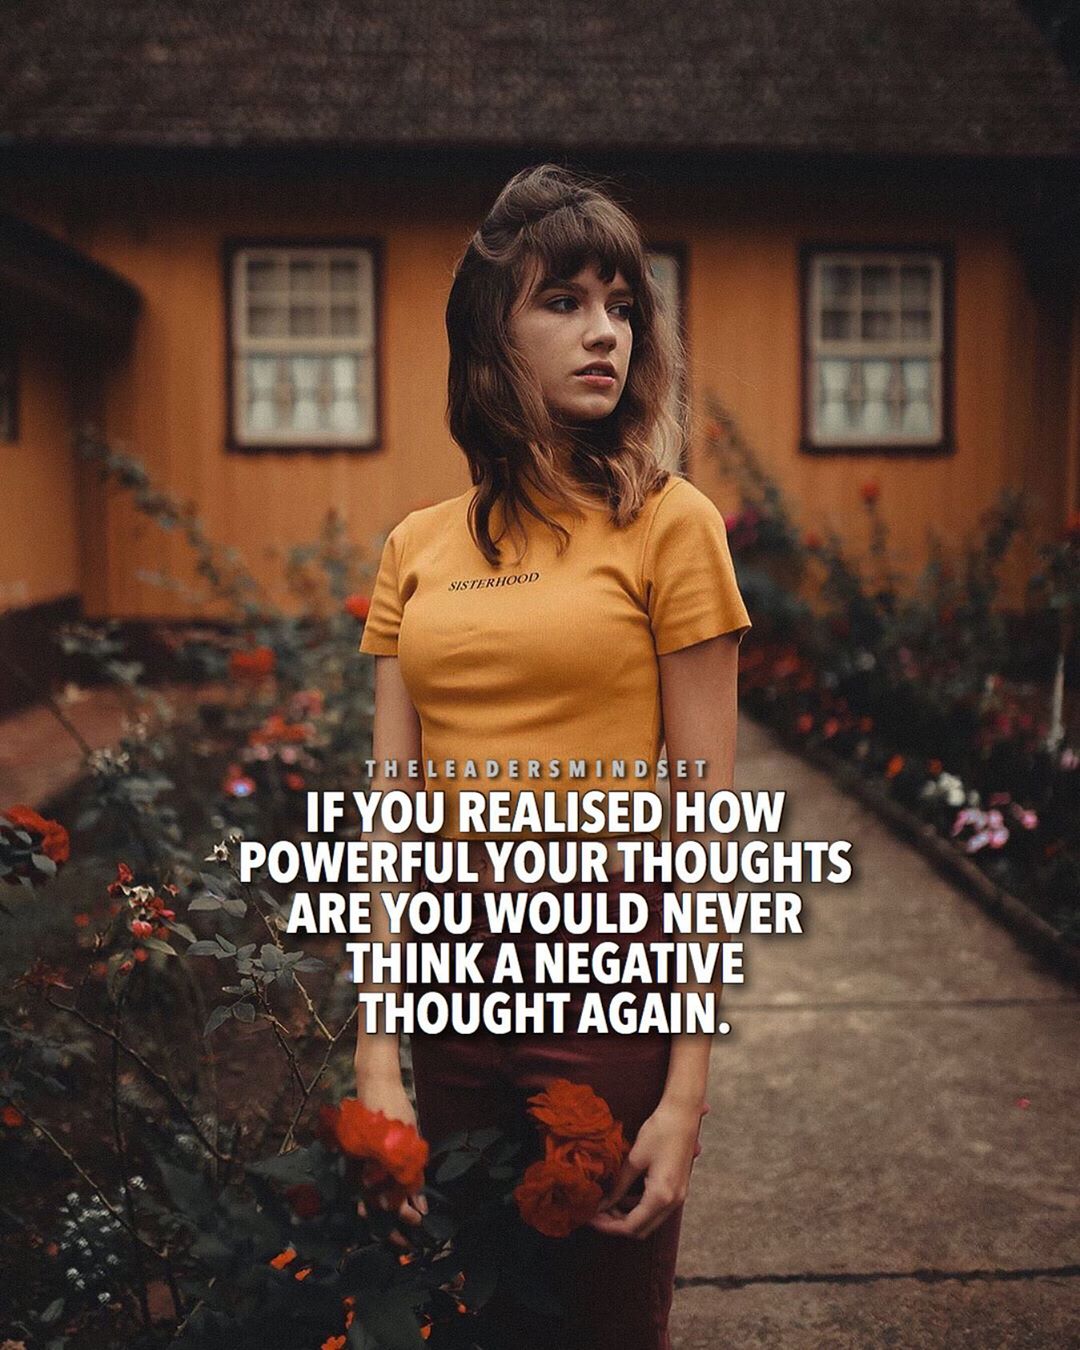 SISTERHOOD
THELEADERSMINDSET
IF YOU REALISED HOW
POWERFUL YOUR THOUGHTS
ARE YOU WOULD NEVER
THINK A NEGATIVE
THOUGHT AGAIN.